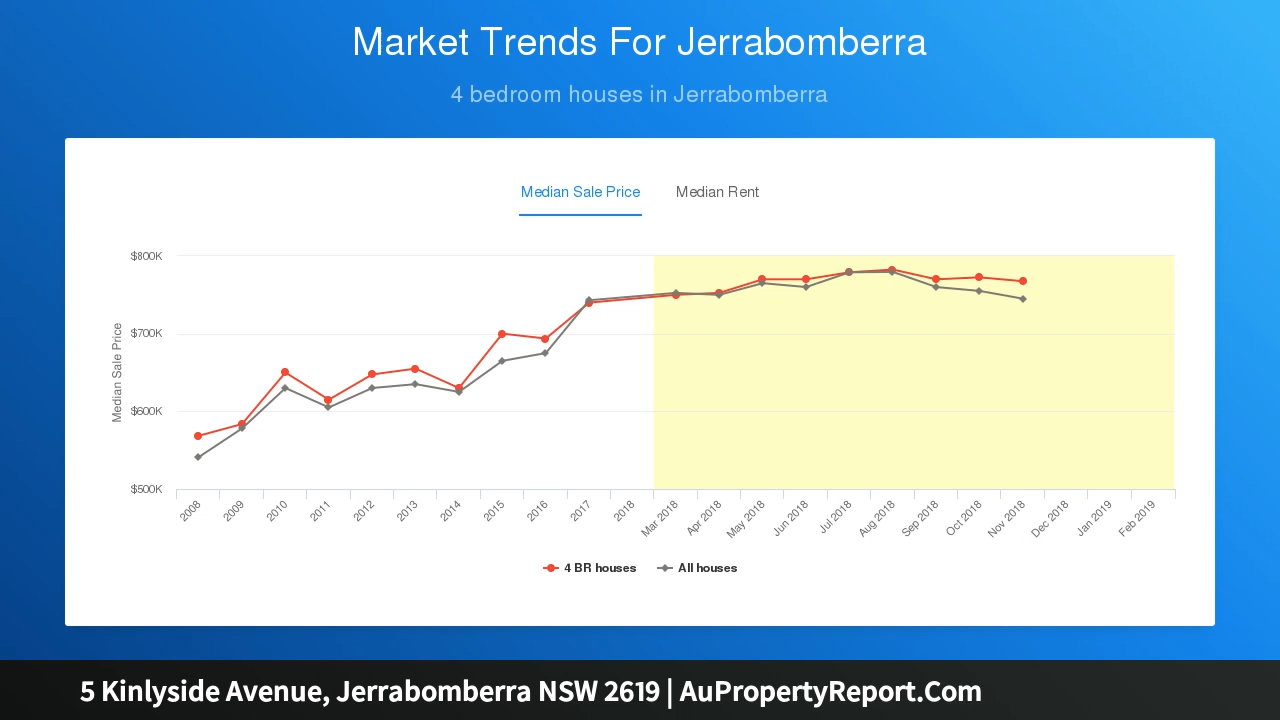 Market Trends For Jerrabomberra
4 bedroom houses in Jerrabomberra
Median Sale Price Median Rent
Median Sale Price
$800K
$700K
$600K
$500K
2008 2009 2010 2011 2012 2013 2014 2015 2016 2017 2018 Mar 2018 Apr 2018 May 2018 Jun 2018 Jul 2018 Aug 2018 Sep 2018 Oct 2018 Nov 2018 Dec 2018 Jan 2019 Feb 2019
4 BR houses All houses
5 Kinlyside Avenue, Jerrabomberra NSW 2619 | AuPropertyReport.Com